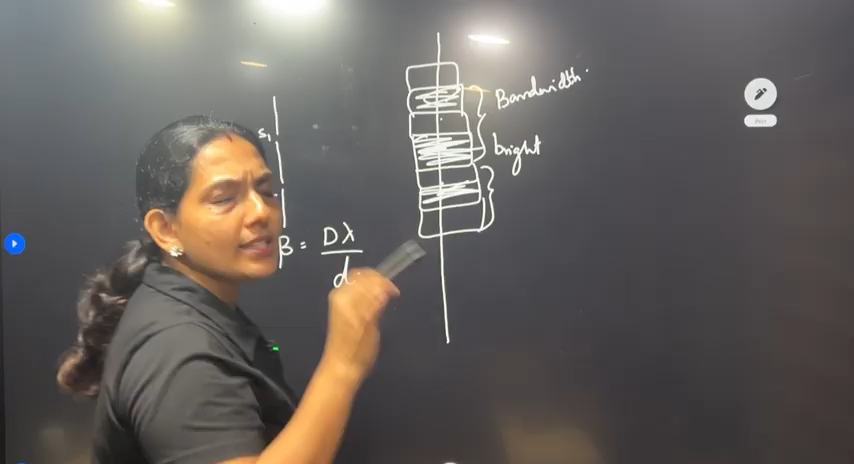 Bandwidth.
S₁
bright
β = Dλ/d